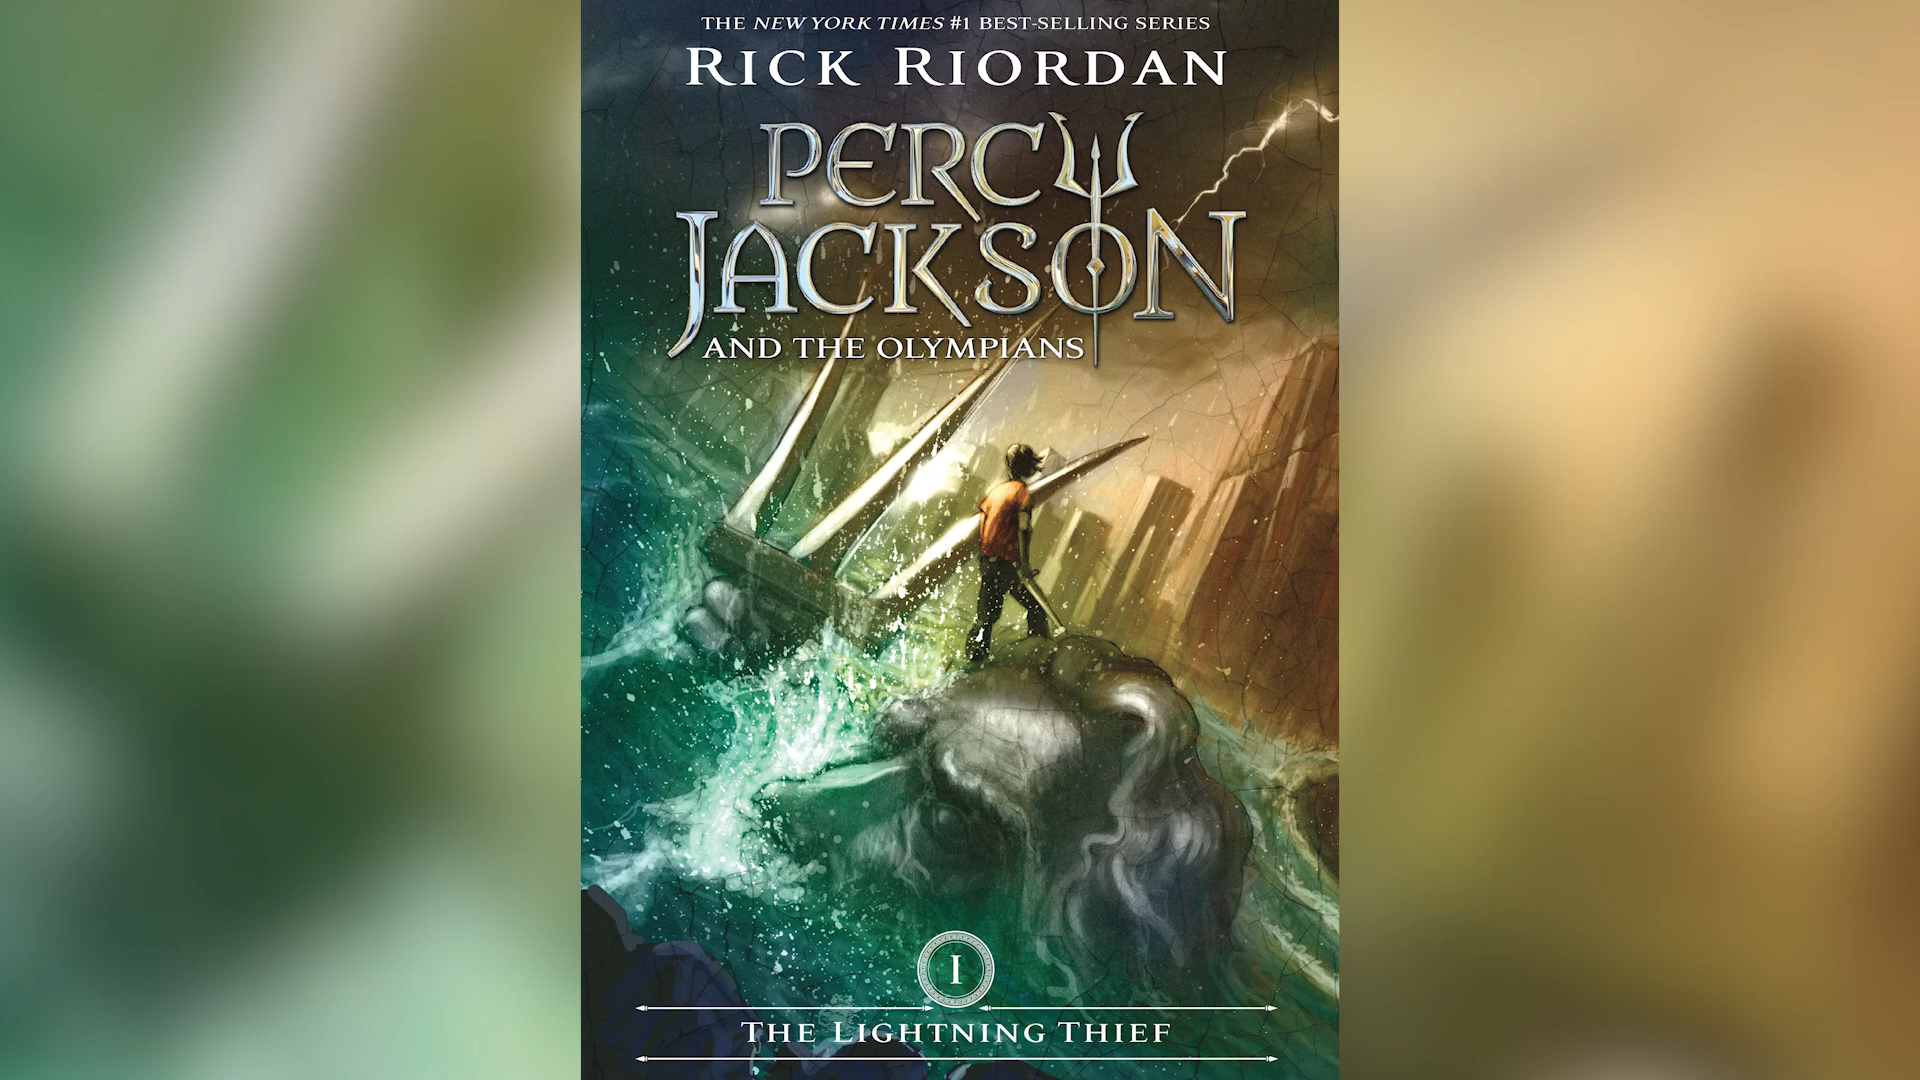 THE NEW YORK TIMES #1 BEST-SELLING SERIES
RICK RIORDAN
PERCY
JACKSON
AND THE OLYMPIANS
I
THE LIGHTNING THIEF